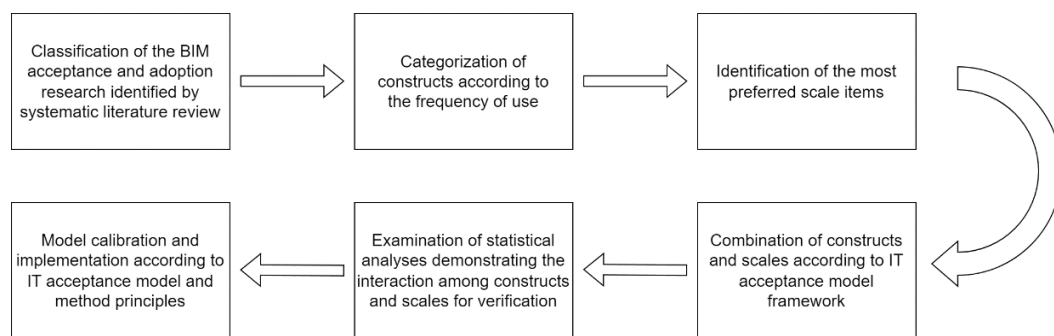 Classification of the BIM
acceptance and adoption
research identified by
systematic literature review
Categorization of
constructs according to
the frequency of use
Identification of the most
preferred scale items
Combination of constructs
and scales according to IT
acceptance model
framework
Examination of statistical
analyses demonstrating the
interaction among constructs
and scales for verification
Model calibration and
implementation according to
IT acceptance model and
method principles